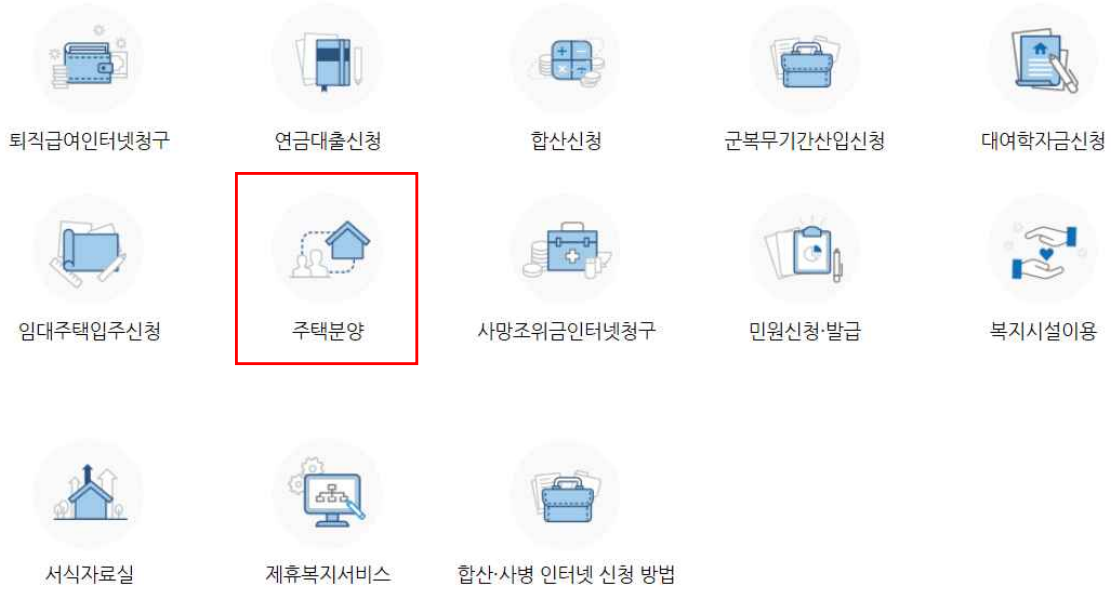 퇴직급여인터넷청구
연금대출신청
합산신청
군복무기간산입신청
대여학자금신청
임대주택입주신청
주택분양
사망조위금인터넷청구
민원신청·발급
복지시설이용
서식자료실
제휴복지서비스
합산·사병 인터넷 신청 방법